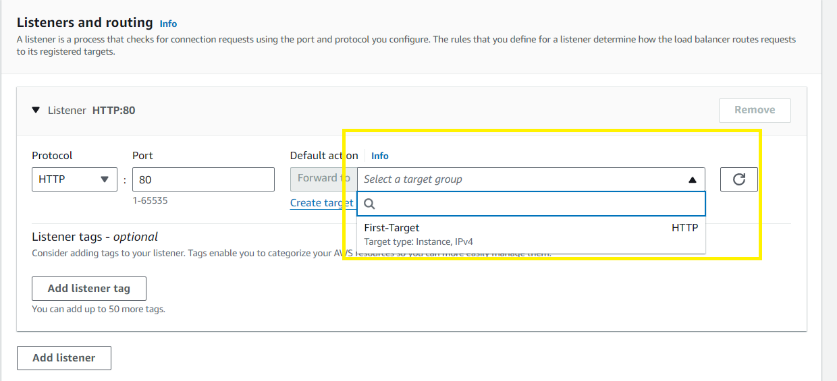 Listeners and routing Info
A listener is a process that checks for connection requests using the port and protocol you configure. The rules that you define for a listener determine how the load balancer routes requests
to its registered targets.
Listener HTTP:80
Remove
Protocol
Port
Default action Info
HTTP
:
80
Forward to
Select a target group
1-65535
Create target
First-Target
HTTP
Target type: Instance, IPv4
Listener tags - optional
Consider adding tags to your listener. Tags enable you to categorize your AWS resources so you can more easily manage them.
Add listener tag
You can add up to 50 more tags.
Add listener